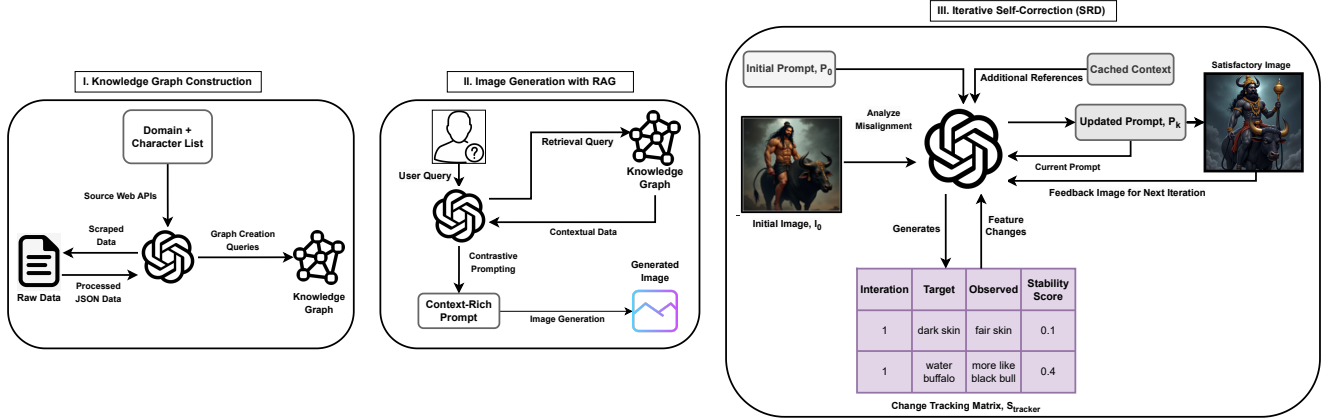 I. Knowledge Graph Construction
Domain +
Character List
Source Web APIs
Scraped
Data
Graph Creation
Queries
Raw Data
Processed
JSON Data
Knowledge
Graph
II. Image Generation with RAG
?
User Query
Retrieval Query
Knowledge
Graph
Contextual Data
Contrastive
Prompting
Context-Rich
Prompt
Image Generation
Generated
Image
III. Iterative Self-Correction (SRD)
Initial Prompt, P0
Additional References
Cached Context
Satisfactory Image
Analyze
Misalignment
Updated Prompt, Pk
Current Prompt
Feedback Image for Next Iteration
Initial Image, I0
Generates
Feature
Changes
Interation Target Observed Stability
Score
1 dark skin fair skin 0.1
1 water
buffalo more like
black bull 0.4
Change Tracking Matrix, Stracker